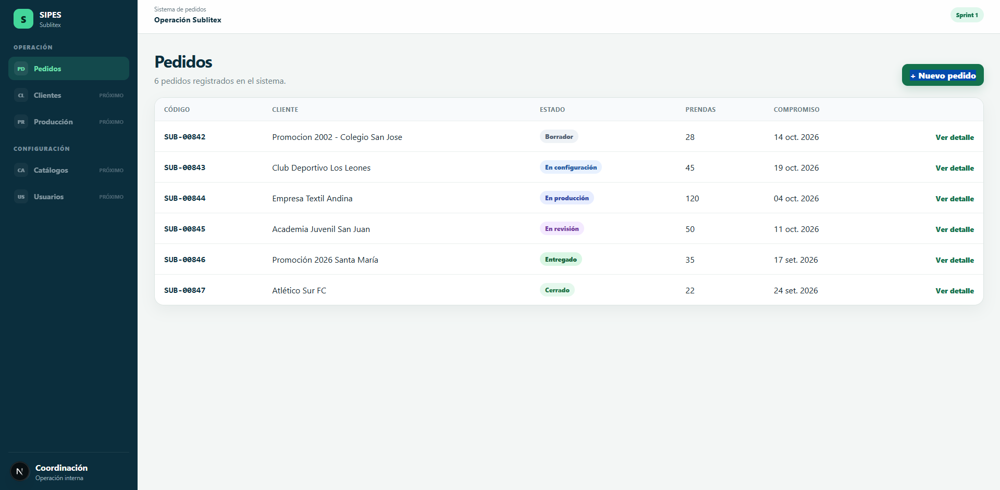 S
SIPES
Sublitex
OPERACIÓN
PD Pedidos
CL Clientes PRÓXIMO
PR Producción PRÓXIMO
CONFIGURACIÓN
CA Catálogos PRÓXIMO
US Usuarios PRÓXIMO
N
Coordinación
Operación interna
Sistema de pedidos
Operación Sublitex
Sprint 1
Pedidos
6 pedidos registrados en el sistema.
+ Nuevo pedido
CÓDIGO CLIENTE ESTADO PRENDAS COMPROMISO
SUB-00842 Promocion 2002 - Colegio San Jose Borrador 28 14 oct. 2026 Ver detalle
SUB-00843 Club Deportivo Los Leones En configuración 45 19 oct. 2026 Ver detalle
SUB-00844 Empresa Textil Andina En producción 120 04 oct. 2026 Ver detalle
SUB-00845 Academia Juvenil San Juan En revisión 50 11 oct. 2026 Ver detalle
SUB-00846 Promoción 2026 Santa María Entregado 35 17 set. 2026 Ver detalle
SUB-00847 Atlético Sur FC Cerrado 22 24 set. 2026 Ver detalle